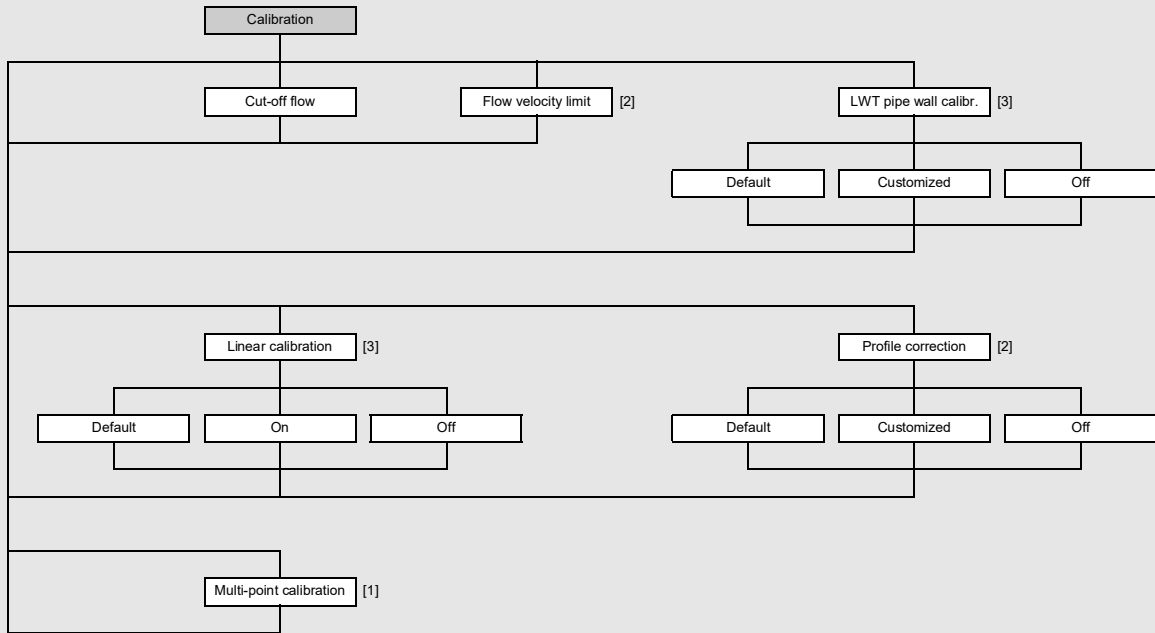 Calibration
Cut-off flow
Flow velocity limit [2]
LWT pipe wall calibr. [3]
Default
Customized
Off
Linear calibration [3]
Profile correction [2]
Default
On
Off
Default
Customized
Off
Multi-point calibration [1]